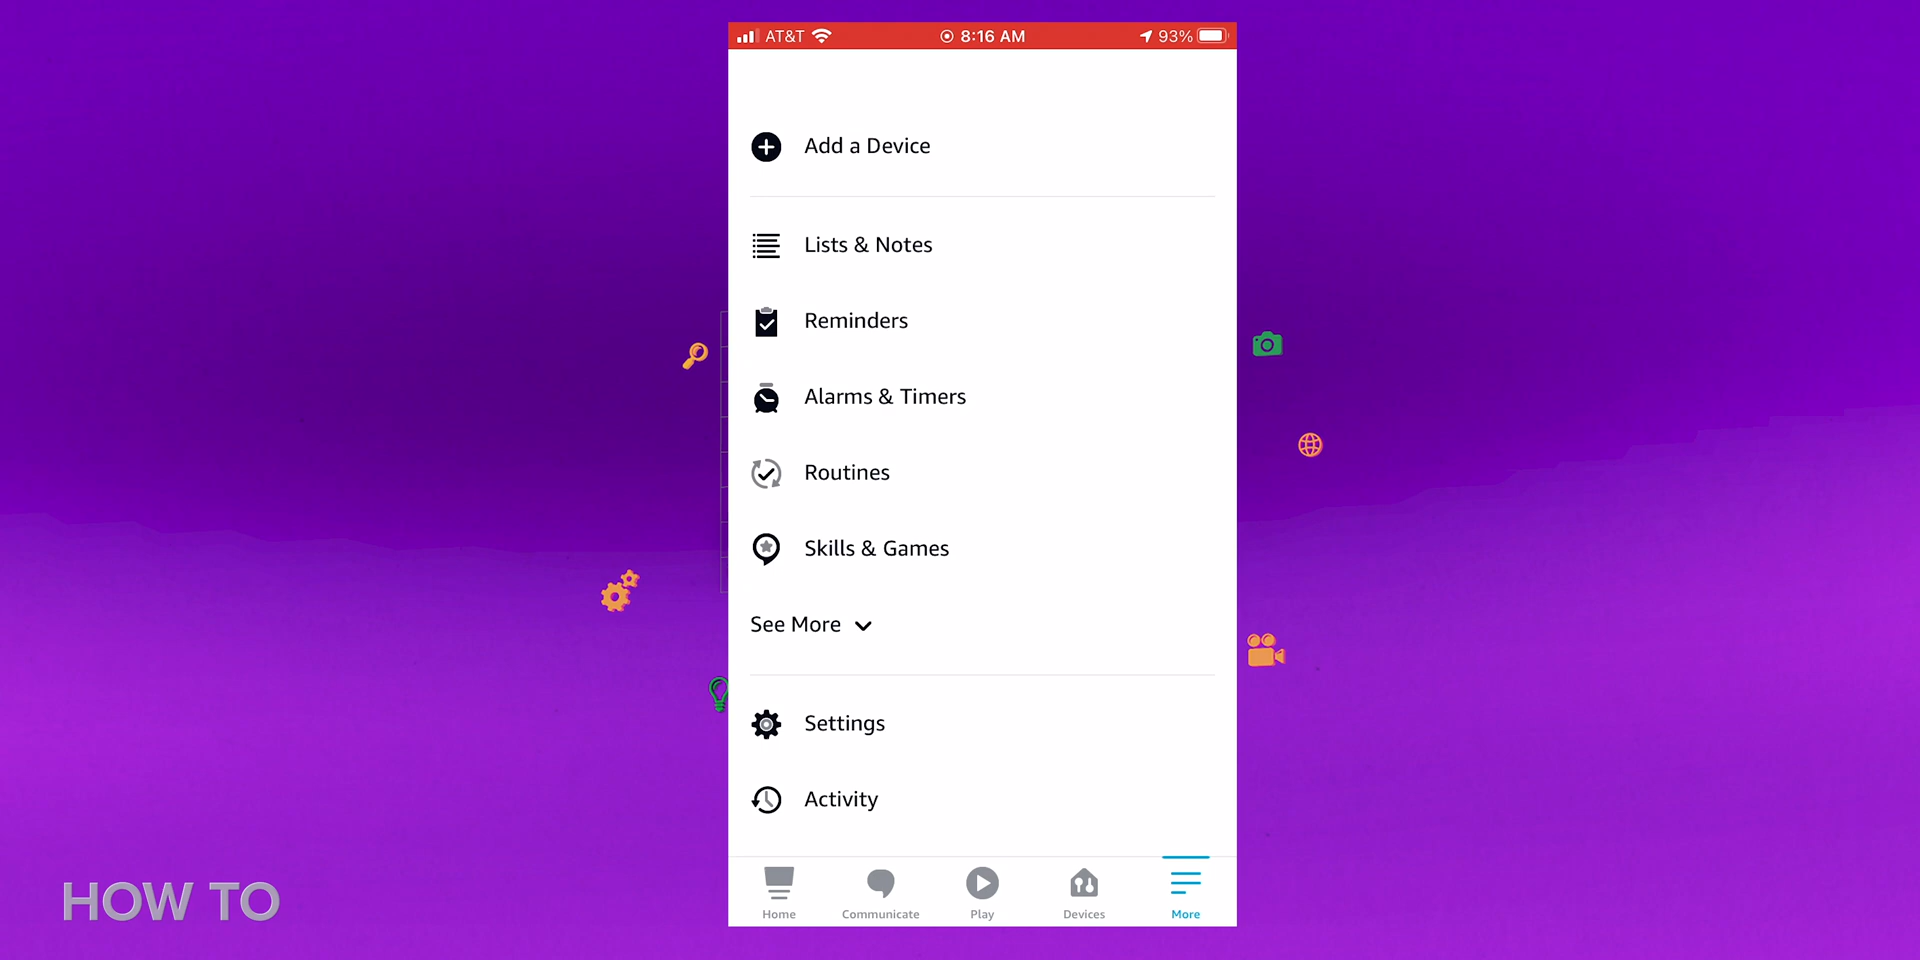 AT&T 8:16 AM 93%
Add a Device
Lists & Notes
Reminders
Alarms & Timers
Routines
Skills & Games
See More
Settings
Activity
Home Communicate Play Devices More
HOW TO